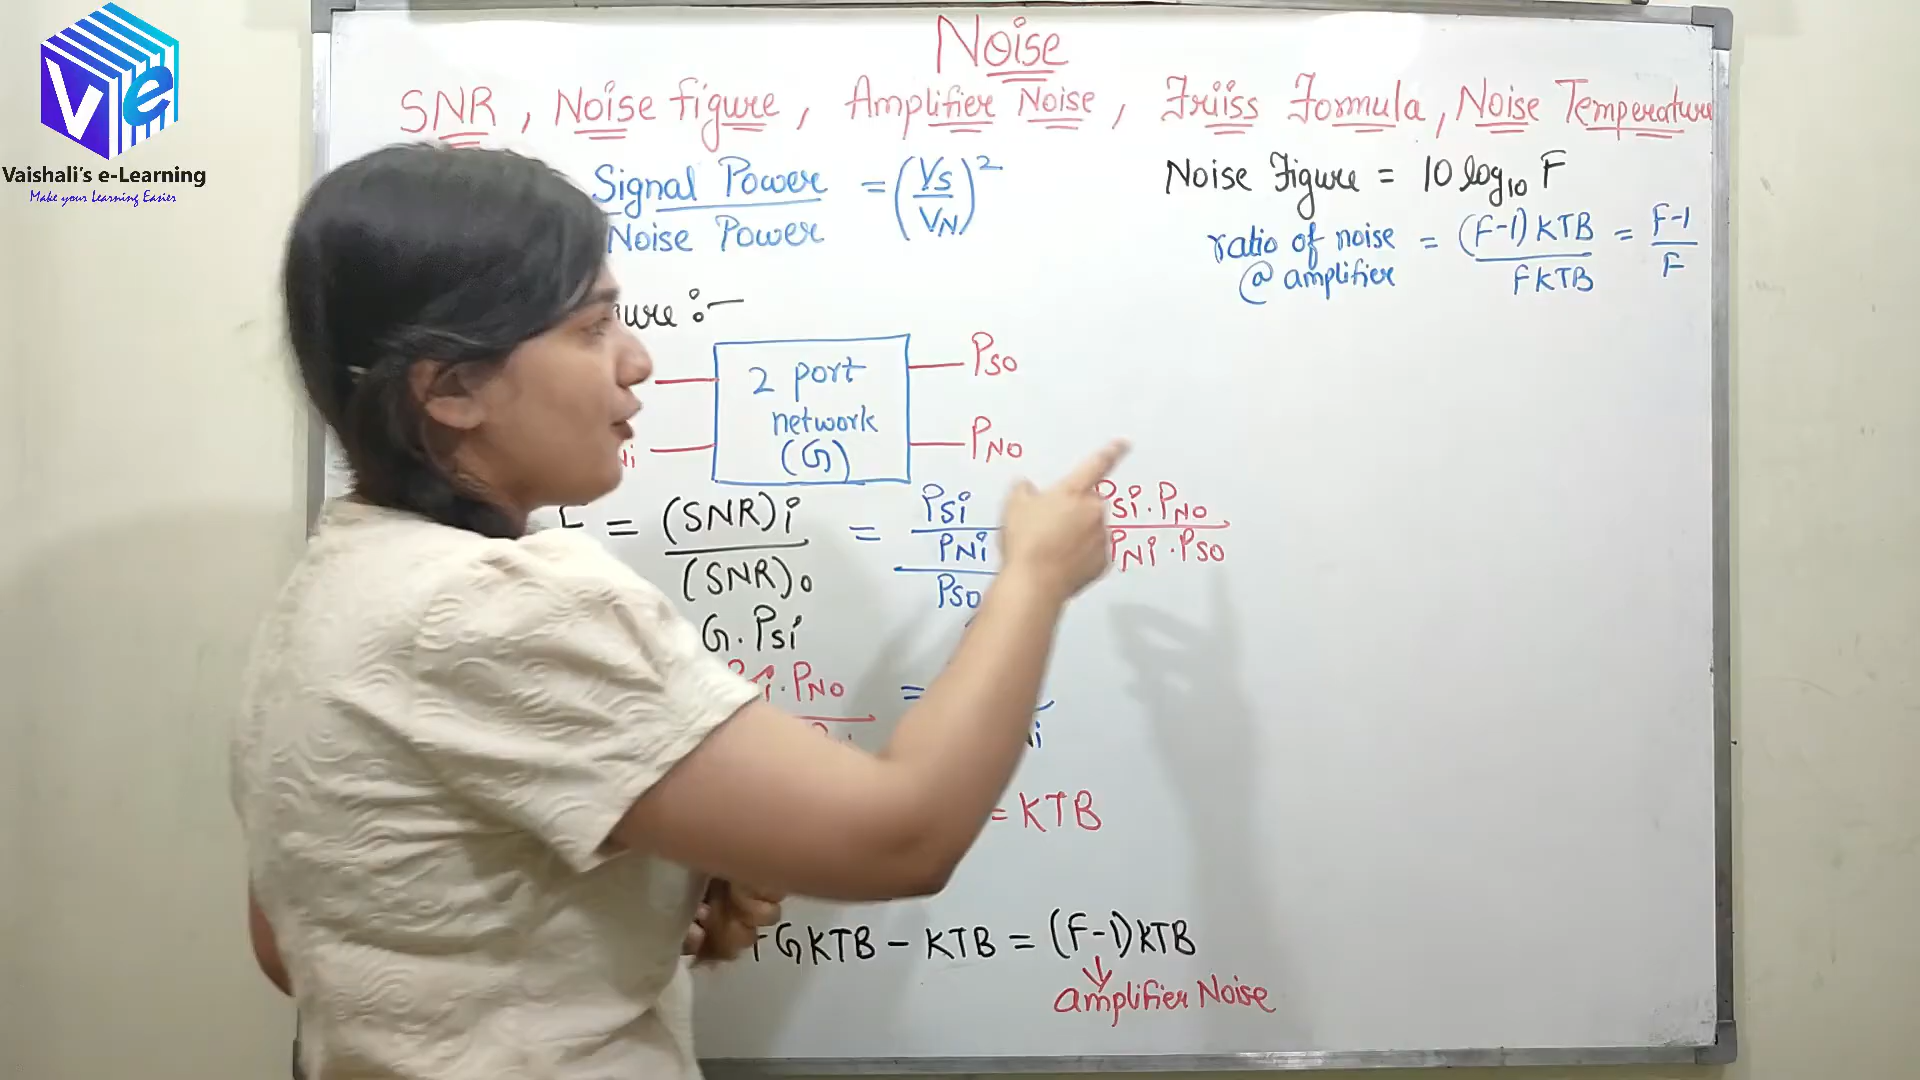 Ve
Vaishali's e-Learning
Make your Learning Easier
Noise
SNR, Noise figure, Amplifier Noise, Friiss Formula, Noise Temperature
Signal Power / Noise Power = (VS/VN)²
ure :-
2 port
network
(G)
PSO
PNO
Ni
F = (SNR)i / (SNR)o = PSi / PNi / PSo
PSi . PNo / PNi . PSo
G. Psi
i . PNO =
= KTB
FGKTB - KTB = (F-1)KTB
amplifier Noise
Noise Figure = 10 log10 F
ratio of noise @ amplifier = (F-1)KTB / FKTB = F-1 / F